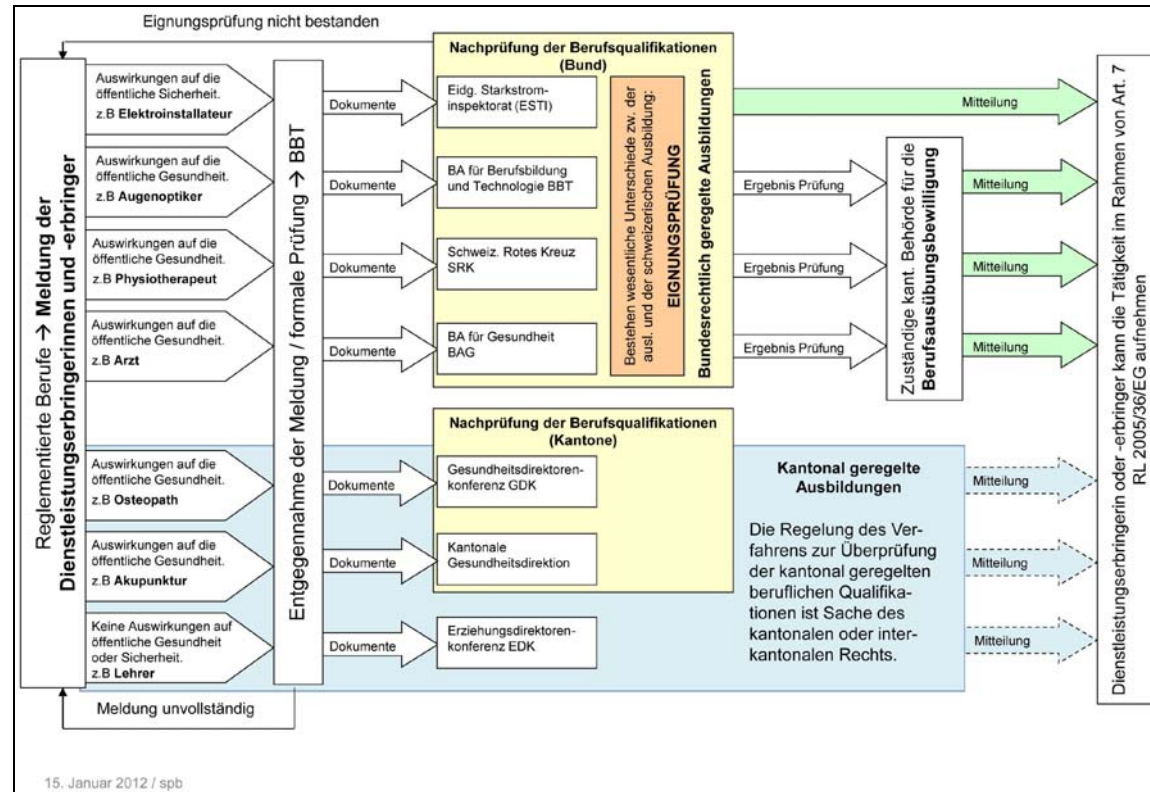 Eignungsprüfung nicht bestanden
Reglementierte Berufe → Meldung der
Dienstleistungserbringerinnen und -erbringer
Auswirkungen auf die
öffentliche Sicherheit.
z.B Elektroinstallateur
Auswirkungen auf die
öffentliche Gesundheit.
z.B Augenoptiker
Auswirkungen auf die
öffentliche Gesundheit.
z.B Physiotherapeut
Auswirkungen auf die
öffentliche Gesundheit.
z.B Arzt
Auswirkungen auf die
öffentliche Gesundheit.
z.B Osteopath
Auswirkungen auf die
öffentliche Gesundheit.
z.B Akupunktur
Keine Auswirkungen auf
öffentliche Gesundheit
oder Sicherheit.
z.B Lehrer
Meldung unvollständig
Entgegennahme der Meldung / formale Prüfung → BBT
Dokumente
Dokumente
Dokumente
Dokumente
Dokumente
Dokumente
Dokumente
Nachprüfung der Berufsqualifikationen
(Bund)
Eidg. Starkstrom-
inspektorat (ESTI)
BA für Berufsbildung
und Technologie BBT
Schweiz. Rotes Kreuz
SRK
BA für Gesundheit
BAG
Bestehen wesentliche Unterschiede zw. der
ausl. und der schweizerischen Ausbildung:
EIGNUNGSPRÜFUNG
Bundesrechtlich geregelte Ausbildungen
Nachprüfung der Berufsqualifikationen
(Kantone)
Gesundheitsdirektoren-
konferenz GDK
Kantonale
Gesundheitsdirektion
Erziehungsdirektoren-
konferenz EDK
Mitteilung
Ergebnis Prüfung
Ergebnis Prüfung
Ergebnis Prüfung
Zuständige kant. Behörde für die
Berufsausübungsbewilligung
Mitteilung
Mitteilung
Mitteilung
Kantonal geregelte
Ausbildungen
Die Regelung des Ver-
fahrens zur Überprüfung
der kantonal geregelten
beruflichen Qualifika-
tionen ist Sache des
kantonalen oder inter-
kantonalen Rechts.
Mitteilung
Mitteilung
Mitteilung
Dienstleistungserbringerin oder -erbringer kann die Tätigkeit im Rahmen von Art. 7
RL 2005/36/EG aufnehmen
15. Januar 2012 / spb